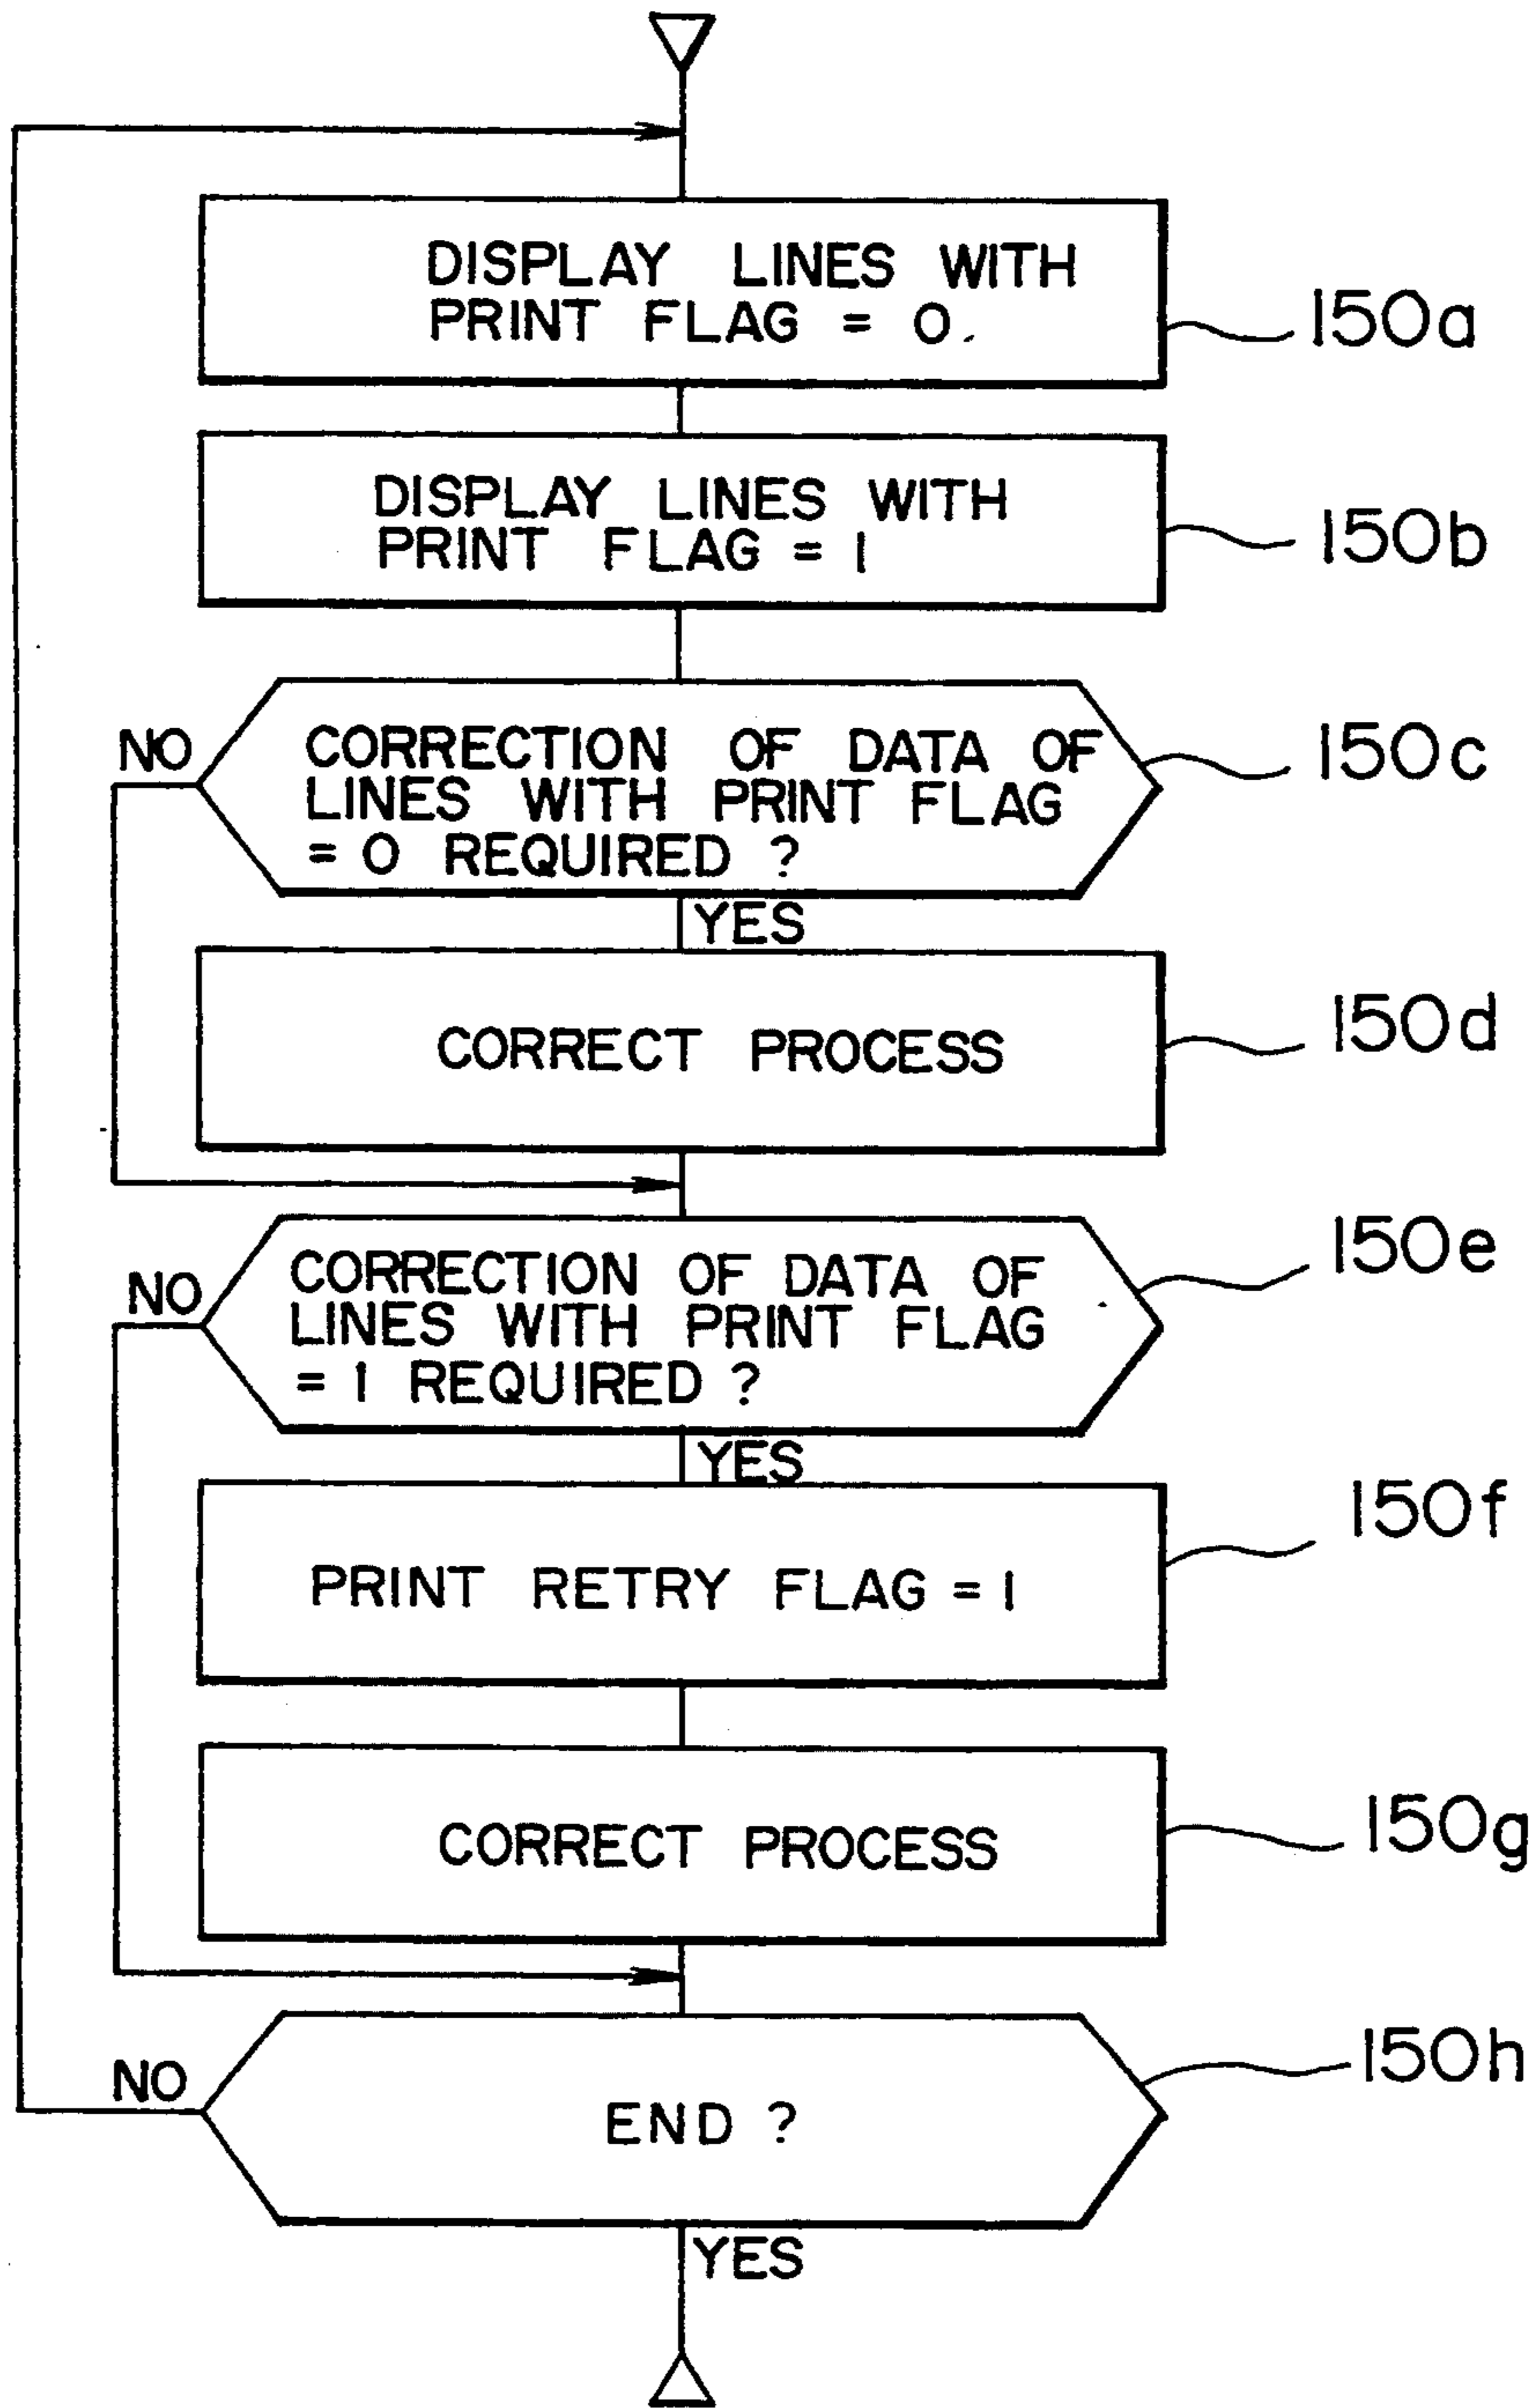 DISPLAY LINES WITH
PRINT FLAG = 0.
150a
DISPLAY LINES WITH
PRINT FLAG = 1
150b
NO
CORRECTION OF DATA OF
LINES WITH PRINT FLAG
= 0 REQUIRED ?
150c
YES
CORRECT PROCESS
150d
NO
CORRECTION OF DATA OF
LINES WITH PRINT FLAG
= 1 REQUIRED ?
150e
YES
PRINT RETRY FLAG = 1
150f
CORRECT PROCESS
150g
NO
END ?
150h
YES